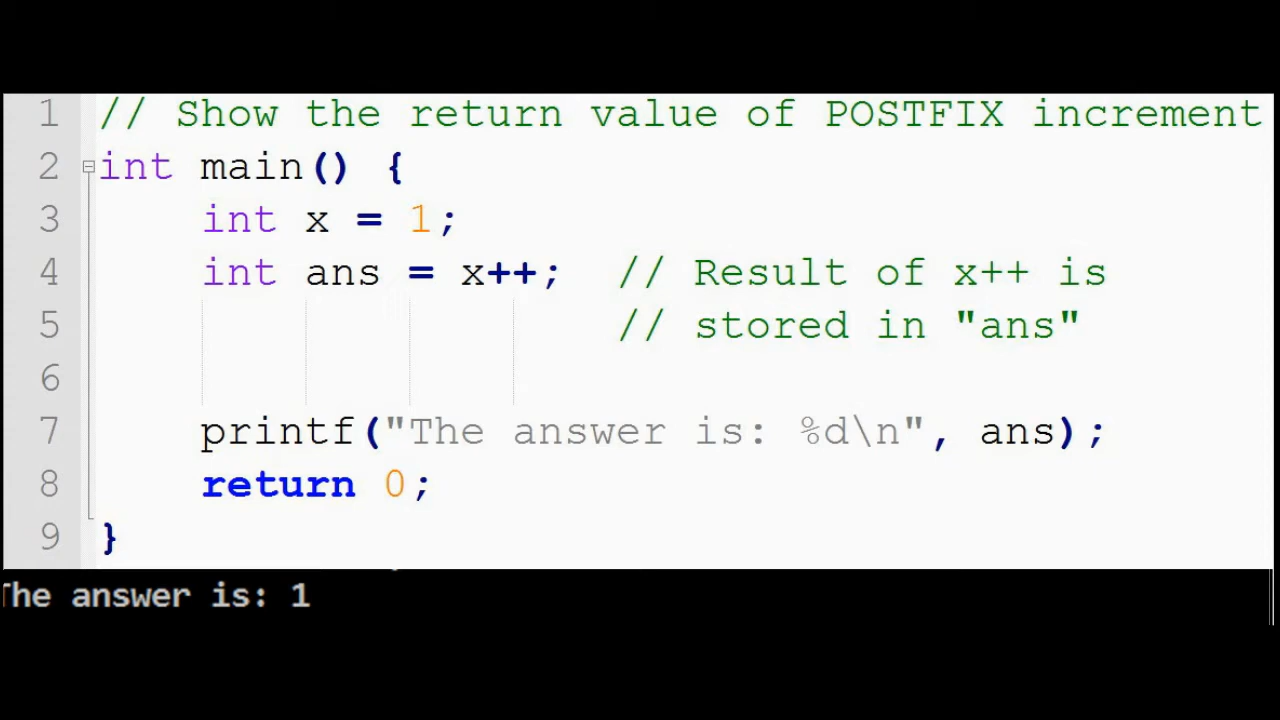 1 // Show the return value of POSTFIX increment
2 int main() {
3 int x = 1;
4 int ans = x++; // Result of x++ is
5 // stored in "ans"
6
7 printf("The answer is: %d\n", ans);
8 return 0;
9 }
The answer is: 1